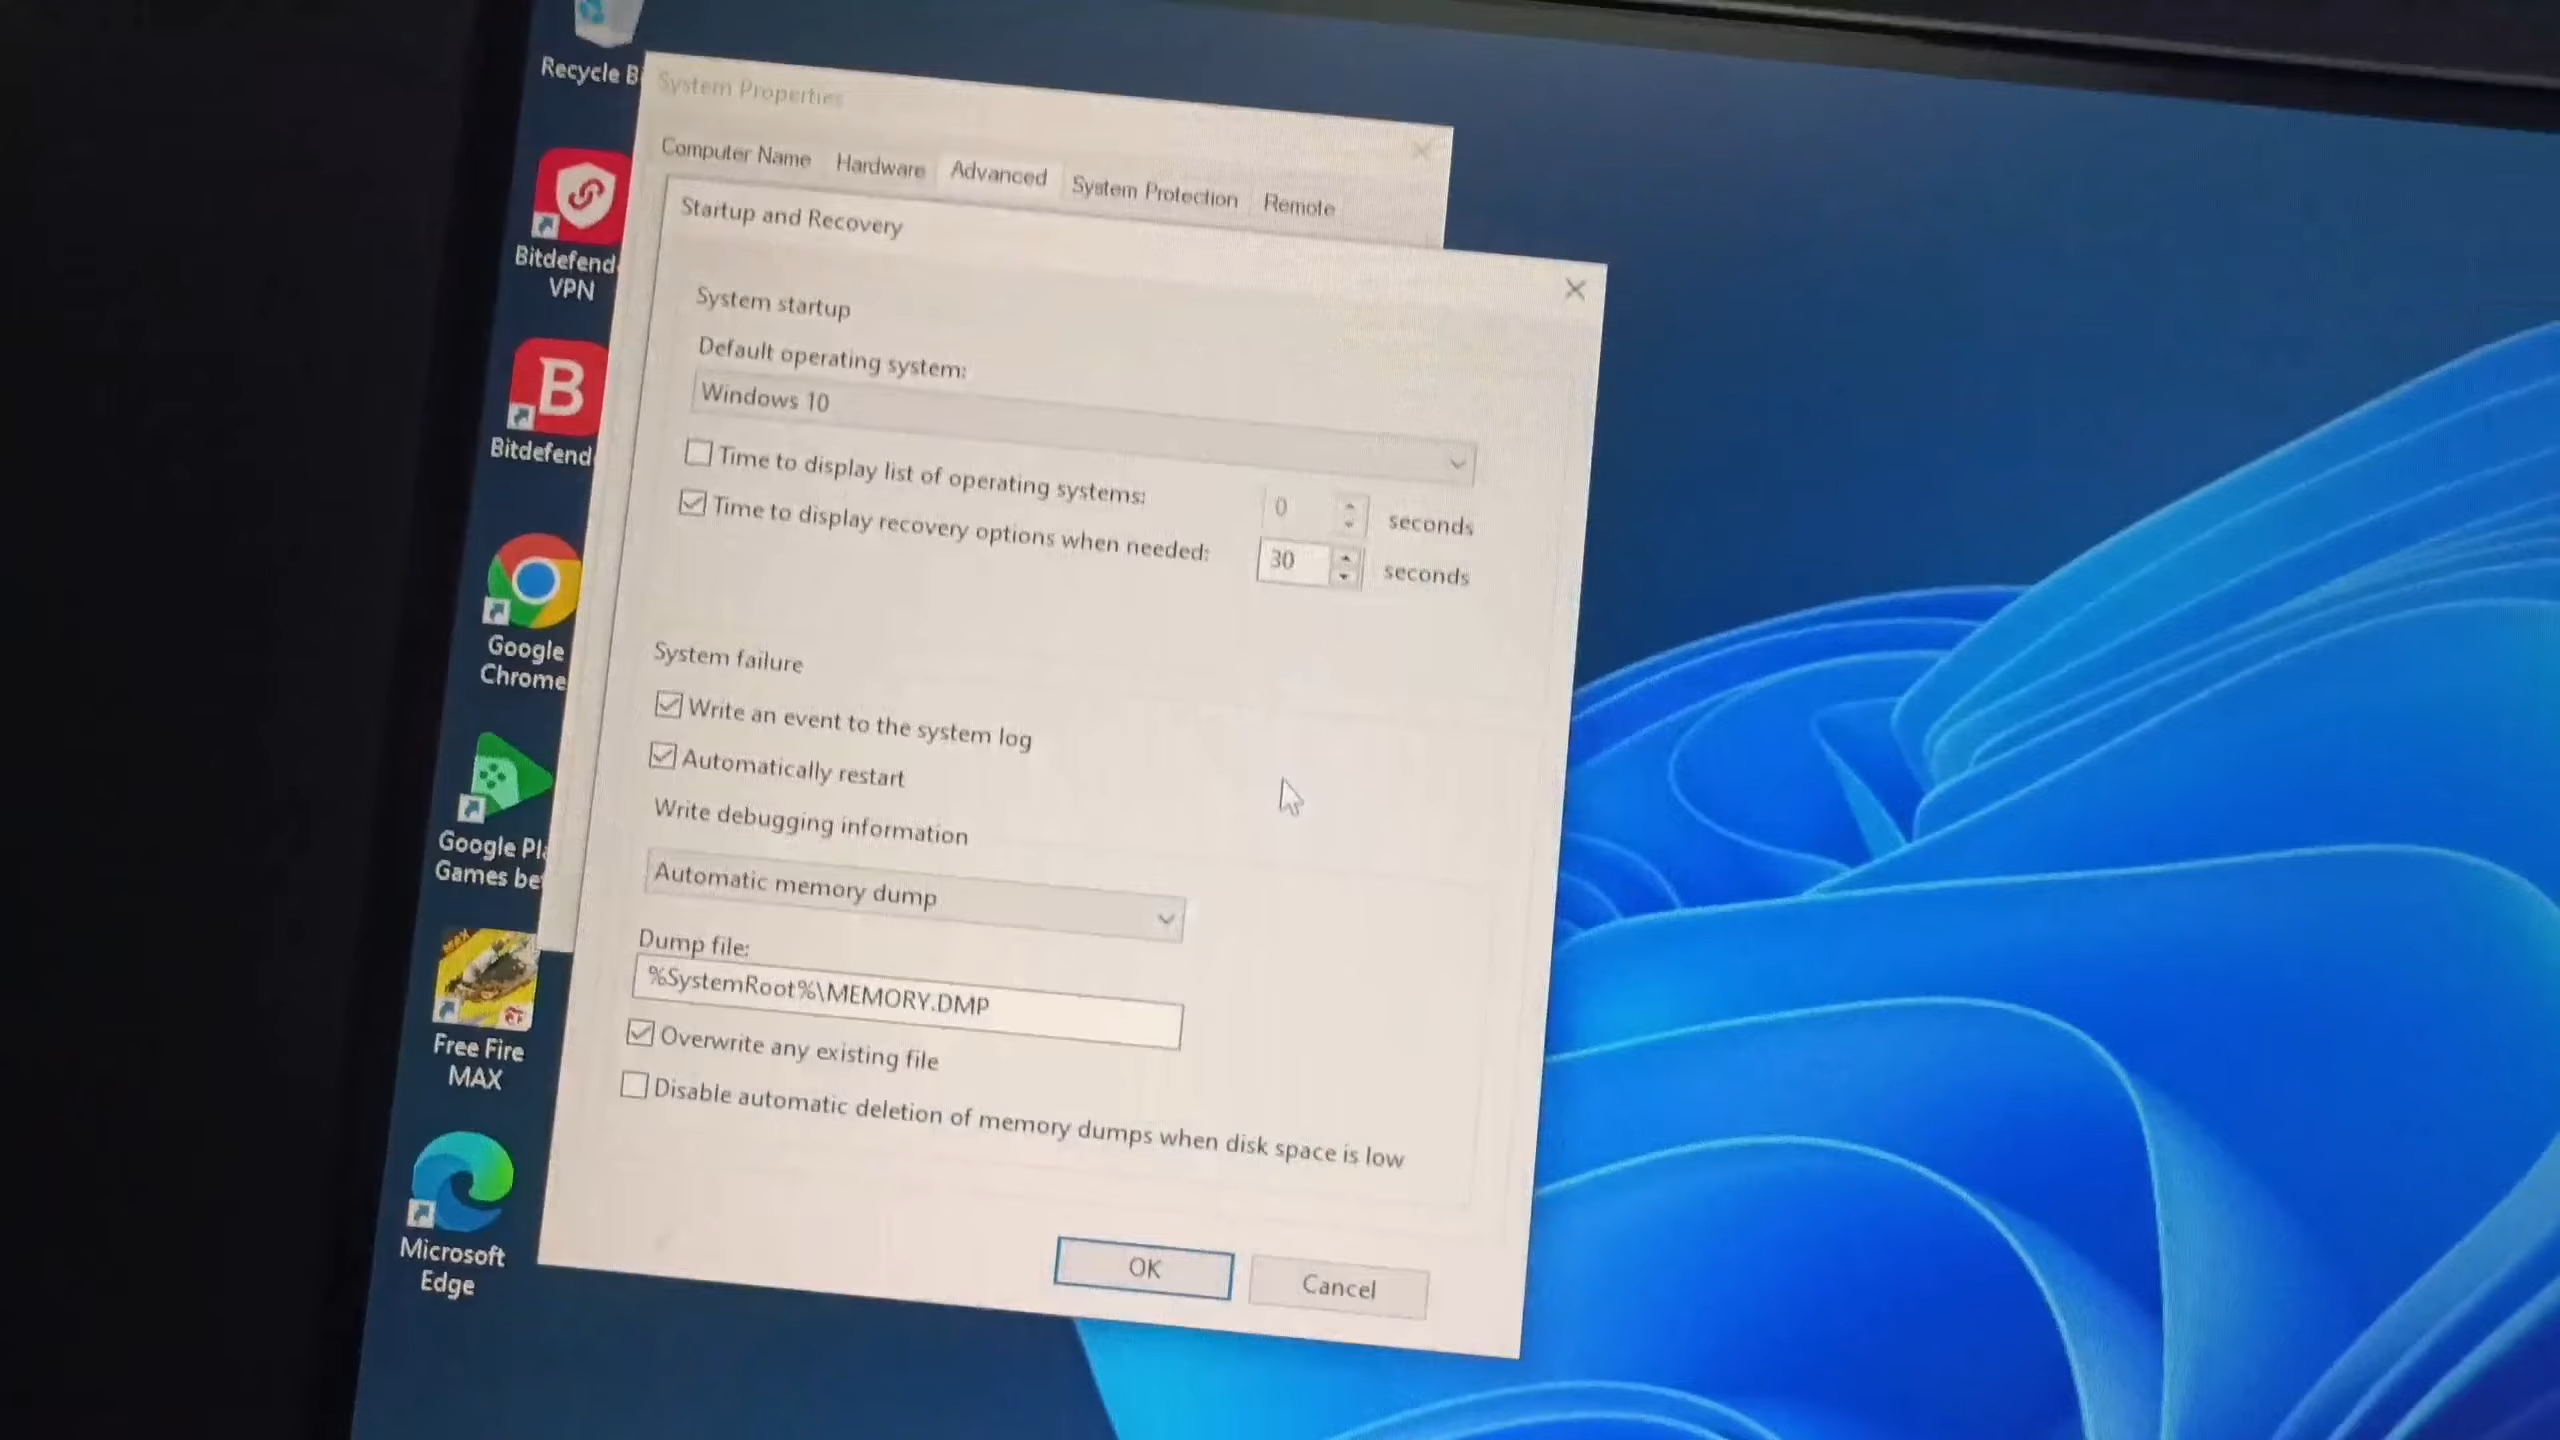 Recycle Bi
System Properties
Computer Name Hardware Advanced System Protection Remote
Startup and Recovery
System startup
Default operating system:
Windows 10
Time to display list of operating systems: 0 seconds
Time to display recovery options when needed: 30 seconds
System failure
Write an event to the system log
Automatically restart
Write debugging information
Automatic memory dump
Dump file:
%SystemRoot%\MEMORY.DMP
Overwrite any existing file
Disable automatic deletion of memory dumps when disk space is low
OK Cancel
Bitdefend
VPN
B
Bitdefend
Google
Chrome
Google Pl
Games be
Free Fire
MAX
Microsoft
Edge